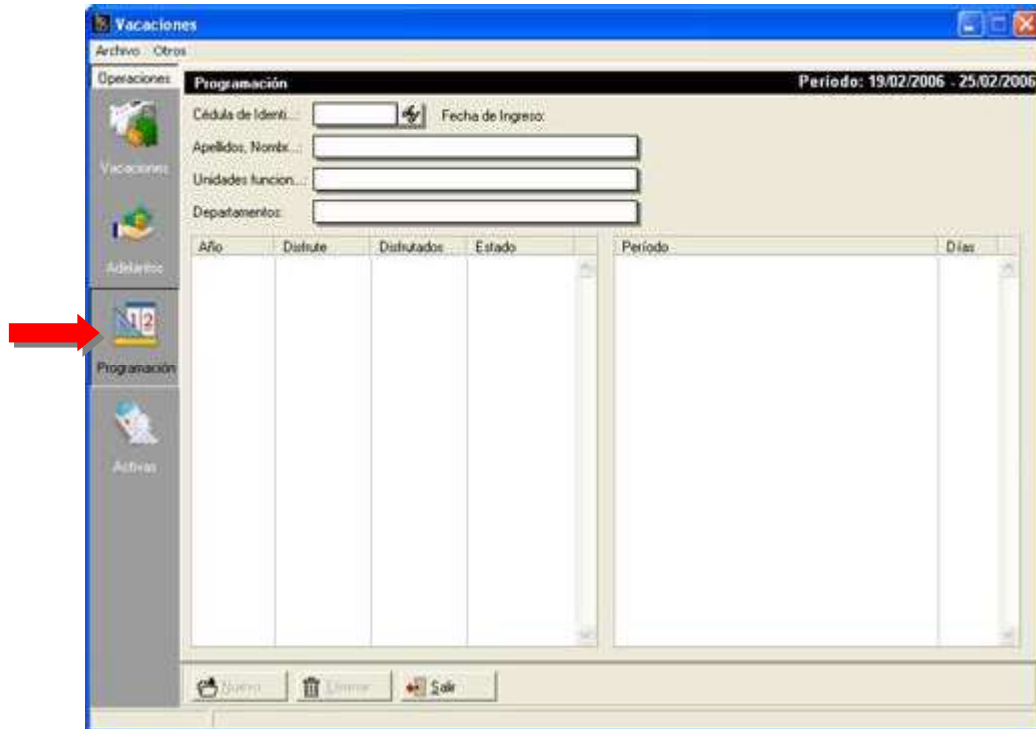 Vacaciones
Archivo Otros
Operaciones
Programación Período: 19/02/2006 - 25/02/2006
Cédula de Identi...: Fecha de Ingreso:
Apellidos, Nombr...:
Vacaciones
Unidades funcion...:
Departamentos:
Año Disfrute Disfrutados Estado Período Días
Adelantos
12
Programación
Activas
Nuevo Eliminar Salir